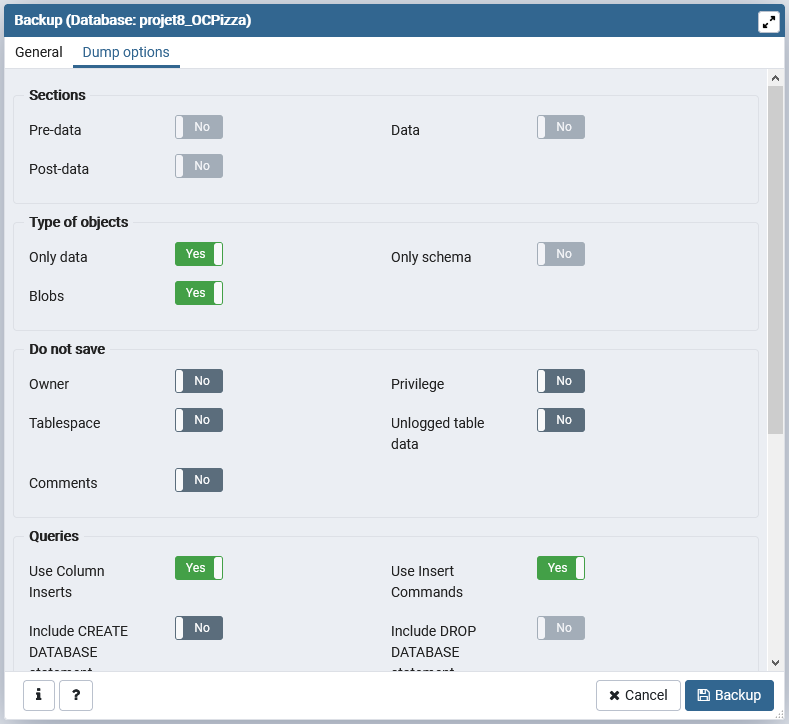 Backup (Database: projet8_OCPizza)
General Dump options
Sections
Pre-data No Data No
Post-data No
Type of objects
Only data Yes Only schema No
Blobs Yes
Do not save
Owner No Privilege No
Tablespace No Unlogged table
data No
Comments No
Queries
Use Column
Inserts Yes
Use Insert
Commands Yes
Include CREATE
DATABASE
statement No
Include DROP
DATABASE
statement No
i ? Cancel Backup